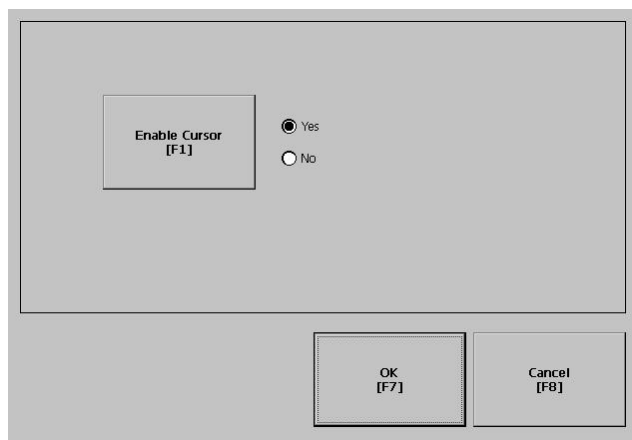 Enable Cursor
[F1]
Yes
No
OK
[F7]
Cancel
[F8]